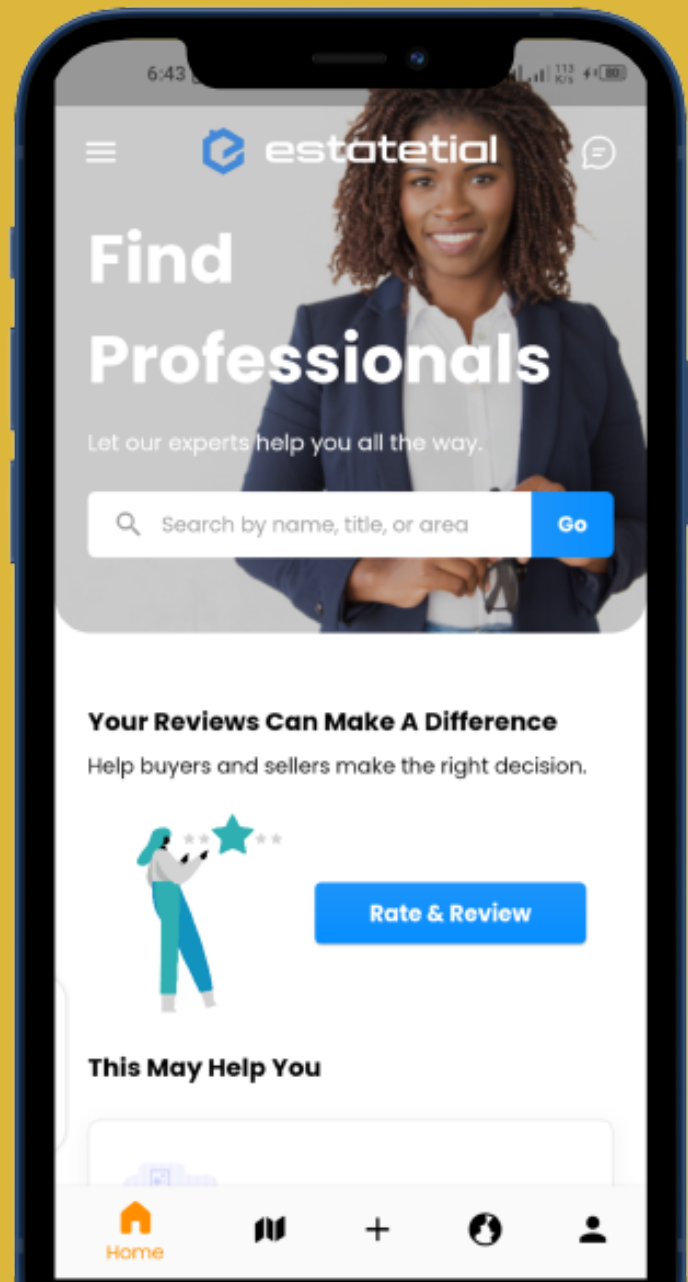 6:43
113
K/s
80
estatetial
Find
Professionals
Let our experts help you all the way.
Search by name, title, or area
Go
Your Reviews Can Make A Difference
Help buyers and sellers make the right decision.
Rate & Review
This May Help You
Home